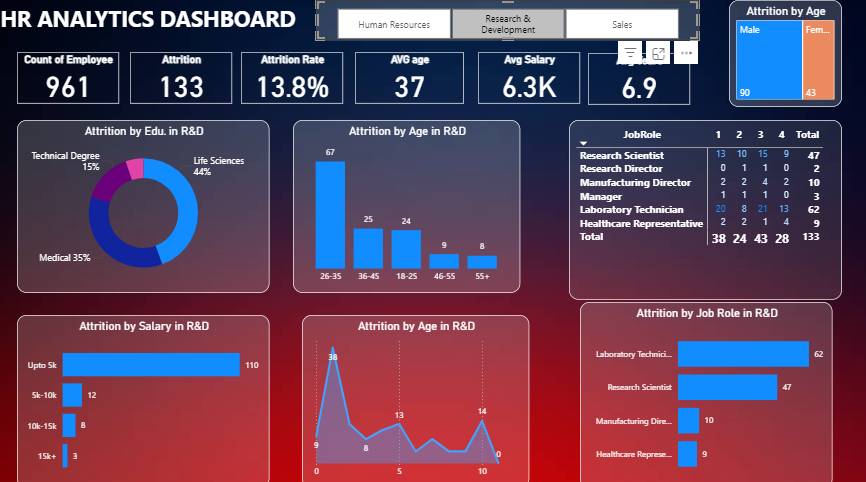 HR ANALYTICS DASHBOARD
Human Resources
Research &
Development
Sales
Attrition by Age
Male
Fem...
90
43
Count of Employee
961
Attrition
133
Attrition Rate
13.8%
AVG age
37
Avg Salary
6.3K
6.9
Attrition by Edu. in R&D
Technical Degree
15%
Life Sciences
44%
Medical 35%
Attrition by Age in R&D
67
25
24
9
8
26-35
36-45
18-25
46-55
55+
JobRole 1 2 3 4 Total
Research Scientist 13 10 15 9 47
Research Director 0 1 1 0 2
Manufacturing Director 2 2 4 2 10
Manager 1 1 1 0 3
Laboratory Technician 20 8 21 13 62
Healthcare Representative 2 2 1 4 9
Total 38 24 43 28 133
Attrition by Salary in R&D
Upto 5k 110
5k-10k 12
10k-15k 8
15k+ 3
Attrition by Age in R&D
38
9
8
13
14
0
0
5
10
Attrition by Job Role in R&D
Laboratory Technici... 62
Research Scientist 47
Manufacturing Dire... 10
Healthcare Represe... 9